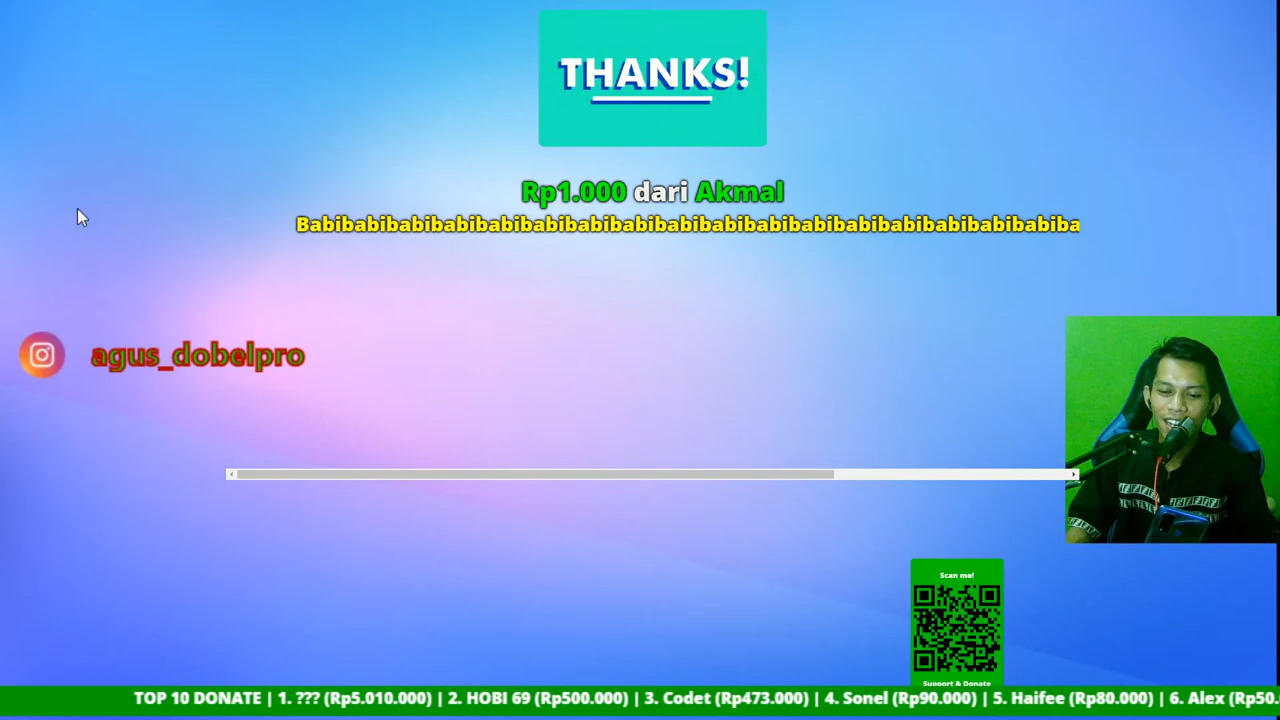 THANKS!
Rp1.000 dari Akmal
Babibabibabibabibabibabibabibabibabibabibabibabibabibabibabibabibabibabiba
agus_dobelpro
Scan me!
Support & Donate
TOP 10 DONATE | 1. ??? (Rp5.010.000) | 2. HOBI 69 (Rp500.000) | 3. Codet (Rp473.000) | 4. Sonel (Rp90.000) | 5. Haifee (Rp80.000) | 6. Alex (Rp50.